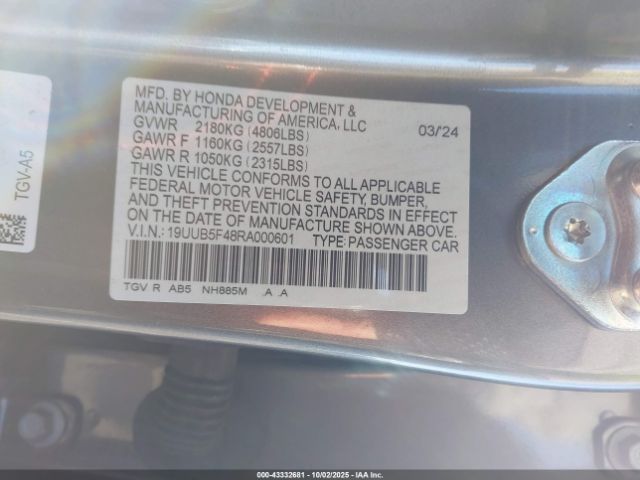 TGV-A5
MFD. BY HONDA DEVELOPMENT &
MANUFACTURING OF AMERICA, LLC
GVWR 2180KG (4806LBS) 03/24
GAWR F 1160KG (2557LBS)
GAWR R 1050KG (2315LBS)
THIS VEHICLE CONFORMS TO ALL APPLICABLE
FEDERAL MOTOR VEHICLE SAFETY, BUMPER,
AND THEFT PREVENTION STANDARDS IN EFFECT
ON THE DATE OF MANUFACTURE SHOWN ABOVE.
V.I.N.: 19UUB5F48RA000601 TYPE: PASSENGER CAR
TGV R AB5 NH885M .A .A
000-43332681 - 10/02/2025 - IAA Inc.